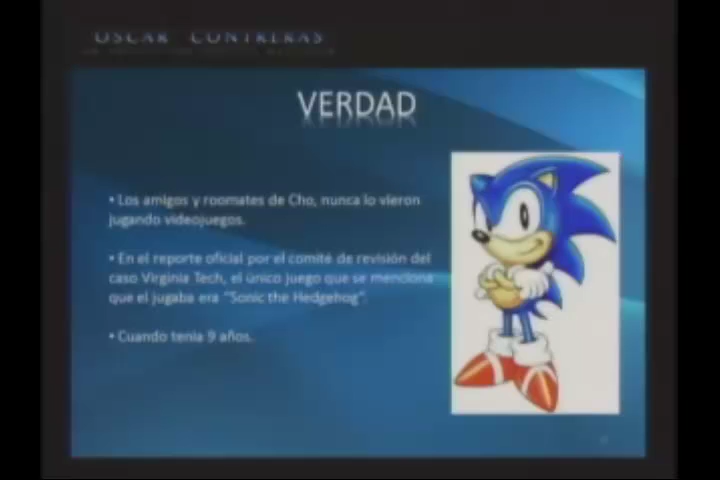 OSCAR CONTRERAS
VERDAD
• Los amigos y roomates de Cho, nunca lo vieron
jugando videojuegos.
• En el reporte oficial por el comité de revisión del
caso Virginia Tech, el único juego que se menciona
que el jugaba era "Sonic the Hedgehog".
• Cuando tenia 9 años.